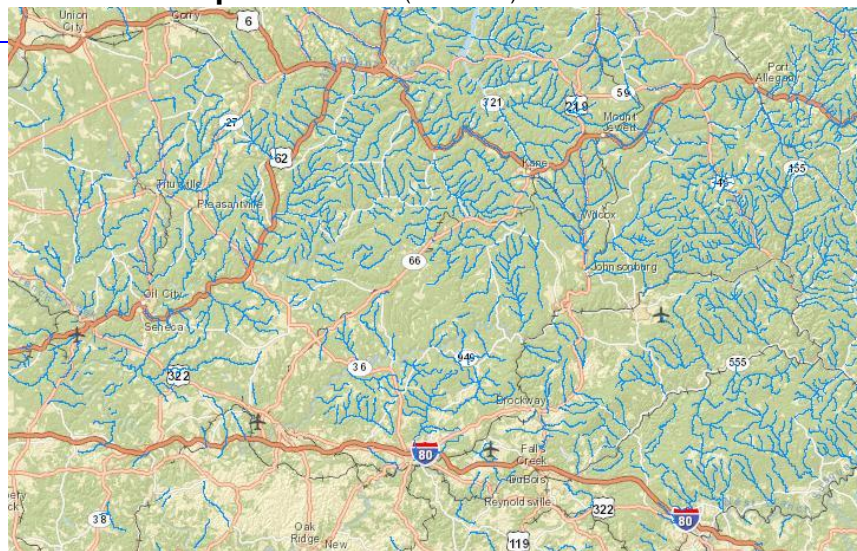 Union
City
Corry
6
Port
Allegany
59
321
219
Mount
Jewett
27
62
155
Kane
Titusville
Pleasantville
Wilcox
66
Johnsonburg
Oil City
Seneca
322
36
949
555
Brockway
80
Falls
Creek
DuBois
Reynoldsville
322
38
80
Oak
Ridge
New
119